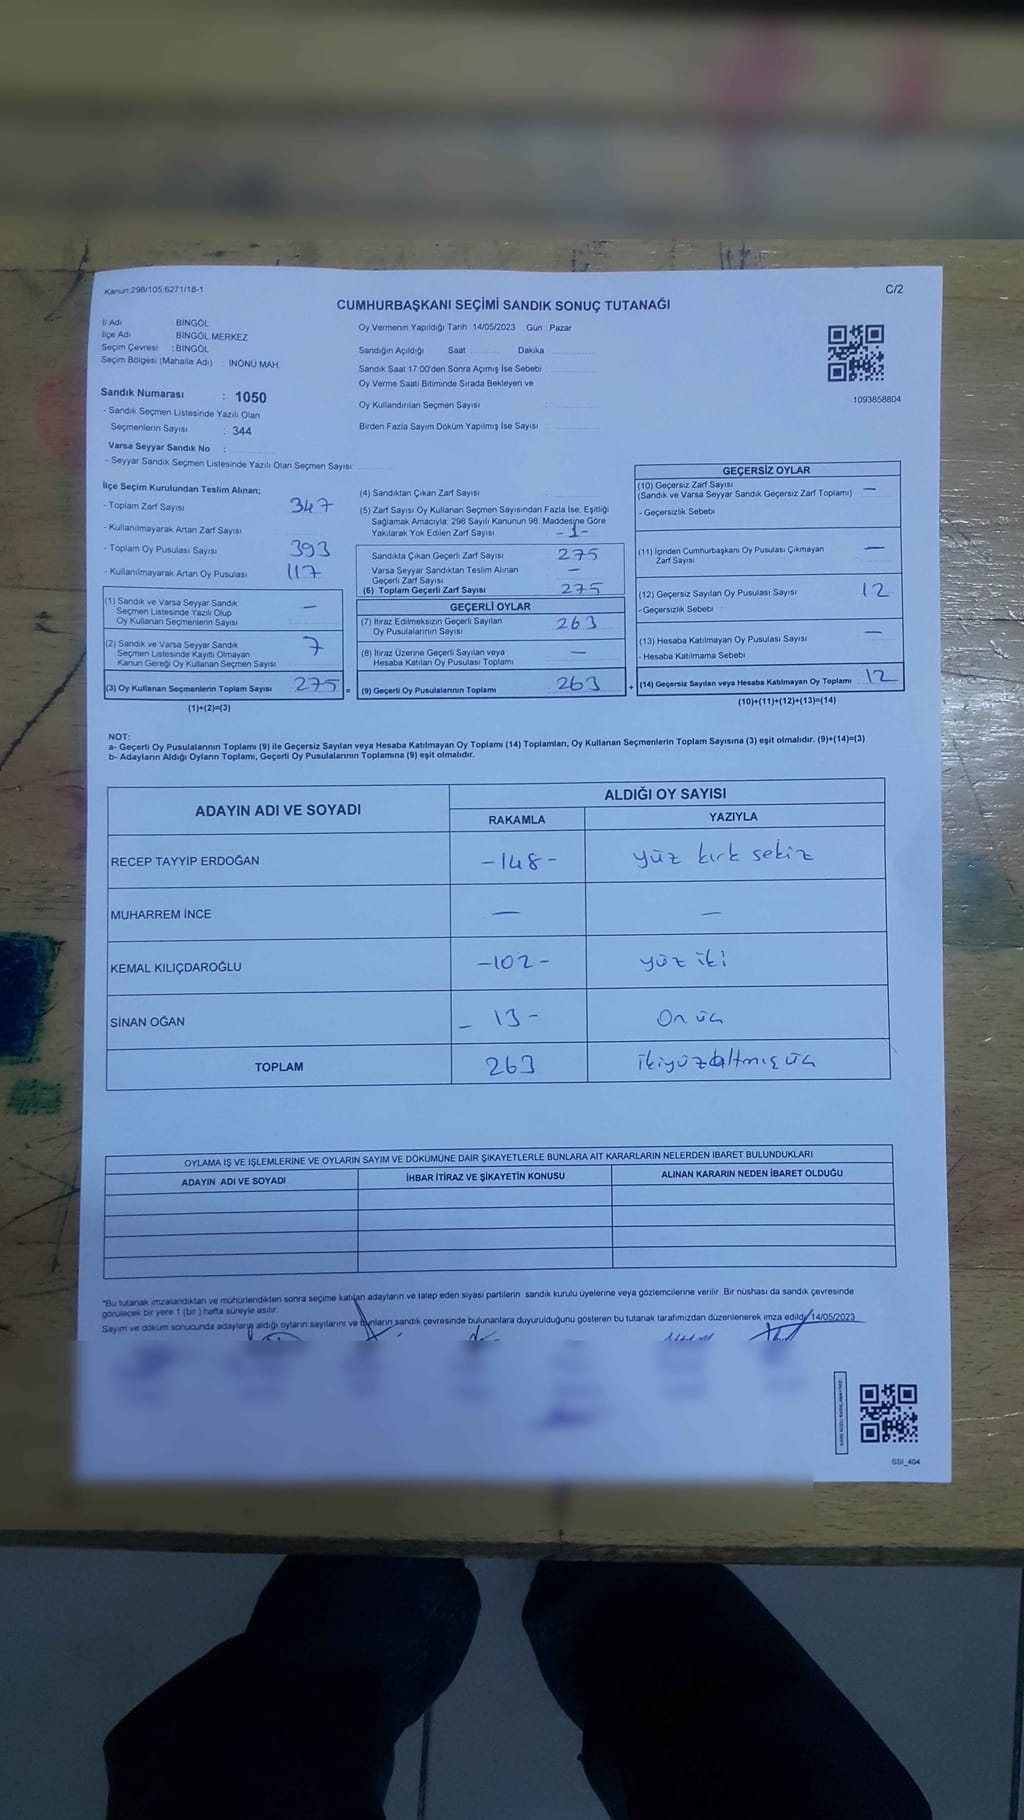 Kanun:298/105,6271/18-1
C/2
CUMHURBAŞKANI SEÇİMİ SANDIK SONUÇ TUTANAĞI
İl Adı : BİNGÖL
İlçe Adı : BİNGÖL MERKEZ
Seçim Çevresi : BİNGÖL
Seçim Bölgesi (Mahalle Adı) : İNÖNÜ MAH.
Sandık Numarası : 1050
- Sandık Seçmen Listesinde Yazılı Olan
Seçmenlerin Sayısı : 344
Varsa Seyyar Sandık No :
- Seyyar Sandık Seçmen Listesinde Yazılı Olan Seçmen Sayısı:
Oy Vermenin Yapıldığı Tarih 14/05/2023 Gün : Pazar
Sandığın Açıldığı Saat : Dakika
Sandık Saat 17:00'den Sonra Açımış İse Sebebi :
Oy Verme Saati Bitiminde Sırada Bekleyen ve
Oy Kullandırılan Seçmen Sayısı :
Birden Fazla Sayım Döküm Yapılmış İse Sayısı :
1093858804
İlçe Seçim Kurulundan Teslim Alınan;
- Toplam Zarf Sayısı 347
- Kullanılmayarak Artan Zarf Sayısı
- Toplam Oy Pusulası Sayısı 393
- Kullanılmayarak Artan Oy Pusulası 117
(1) Sandık ve Varsa Seyyar Sandık
Seçmen Listesinde Yazılı Olup
Oy Kullanan Seçmenlerin Sayısı —
(2) Sandık ve Varsa Seyyar Sandık
Seçmen Listesinde Kayıtlı Olmayan
Kanun Gereği Oy Kullanan Seçmen Sayısı 7
(3) Oy Kullanan Seçmenlerin Toplam Sayısı 275 =
(1)+(2)=(3)
(4) Sandıktan Çıkan Zarf Sayısı :
(5) Zarf Sayısı Oy Kullanan Seçmen Sayısından Fazla İse, Eşitliği
Sağlamak Amacıyla; 298 Sayılı Kanunun 98. Maddesine Göre
Yakılarak Yok Edilen Zarf Sayısı -1-
Sandıkta Çıkan Geçerli Zarf Sayısı 275
Varsa Seyyar Sandıktan Teslim Alınan
Geçerli Zarf Sayısı —
(6) Toplam Geçerli Zarf Sayısı 275
GEÇERLİ OYLAR
(7) İtiraz Edilmeksizin Geçerli Sayılan
Oy Pusulalarının Sayısı 263
(8) İtiraz Üzerine Geçerli Sayılan veya
Hesaba Katılan Oy Pusulası Toplamı —
(9) Geçerli Oy Pusulalarının Toplamı 263 +
GEÇERSİZ OYLAR
(10) Geçersiz Zarf Sayısı
(Sandık ve Varsa Seyyar Sandık Geçersiz Zarf Toplamı) —
- Geçersizlik Sebebi
(11) İçinden Cumhurbaşkanı Oy Pusulası Çıkmayan
Zarf Sayısı —
(12) Geçersiz Sayılan Oy Pusulası Sayısı 12
- Geçersizlik Sebebi
(13) Hesaba Katılmayan Oy Pusulası Sayısı —
- Hesaba Katılmama Sebebi
(14) Geçersiz Sayılan veya Hesaba Katılmayan Oy Toplamı 12
(10)+(11)+(12)+(13)=(14)
NOT:
a- Geçerli Oy Pusulalarının Toplamı (9) ile Geçersiz Sayılan veya Hesaba Katılmayan Oy Toplamı (14) Toplamları, Oy Kullanan Seçmenlerin Toplam Sayısına (3) eşit olmalıdır. (9)+(14)=(3)
b- Adayların Aldığı Oyların Toplamı, Geçerli Oy Pusulalarının Toplamına (9) eşit olmalıdır.
ADAYIN ADI VE SOYADI
ALDIĞI OY SAYISI
RAKAMLA YAZIYLA
RECEP TAYYİP ERDOĞAN -148- yüz kırk sekiz
MUHARREM İNCE — —
KEMAL KILIÇDAROĞLU -102- yüz iki
SİNAN OĞAN - 13 - On üç
TOPLAM 263 ikiyüzaltmış üç
OYLAMA İŞ VE İŞLEMLERİNE VE OYLARIN SAYIM VE DÖKÜMÜNE DAİR ŞİKAYETLERLE BUNLARA AİT KARARLARIN NELERDEN İBARET BULUNDUKLARI
ADAYIN ADI VE SOYADI İHBAR İTİRAZ VE ŞİKAYETİN KONUSU ALINAN KARARIN NEDEN İBARET OLDUĞU
*Bu tutanak imzalandıktan ve mühürlendikten sonra seçime katılan adayların ve talep eden siyasi partilerin sandık kurulu üyelerine veya gözlemcilerine verilir. Bir nüshası da sandık çevresinde
görülecek bir yere 1 (bir ) hafta süreyle asılır.
Sayım ve döküm sonucunda adayların aldığı oyların sayılarını ve bunların sandık çevresinde bulunanlara duyurulduğunu gösteren bu tutanak tarafımızdan düzenlenerek imza edildi. 14/05/2023
SSI_404